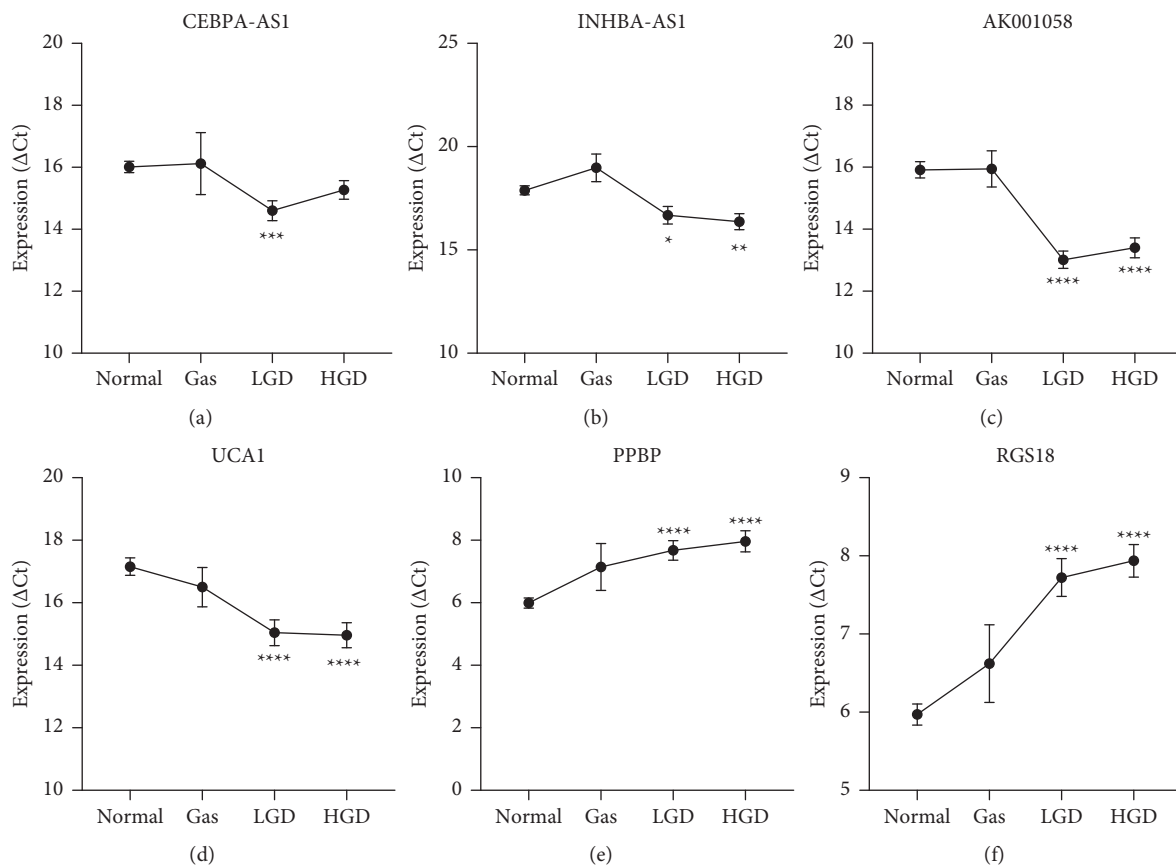 CEBPA-AS1
Expression (ΔCt)
20
18
16
14
12
10
***
Normal Gas LGD HGD
(a)
INHBA-AS1
Expression (ΔCt)
25
20
15
10
*
**
Normal Gas LGD HGD
(b)
AK001058
Expression (ΔCt)
20
18
16
14
12
10
****
****
Normal Gas LGD HGD
(c)
UCA1
Expression (ΔCt)
20
18
16
14
12
10
****
****
Normal Gas LGD HGD
(d)
PPBP
Expression (ΔCt)
10
8
6
4
2
0
****
****
Normal Gas LGD HGD
(e)
RGS18
Expression (ΔCt)
9
8
7
6
5
****
****
Normal Gas LGD HGD
(f)